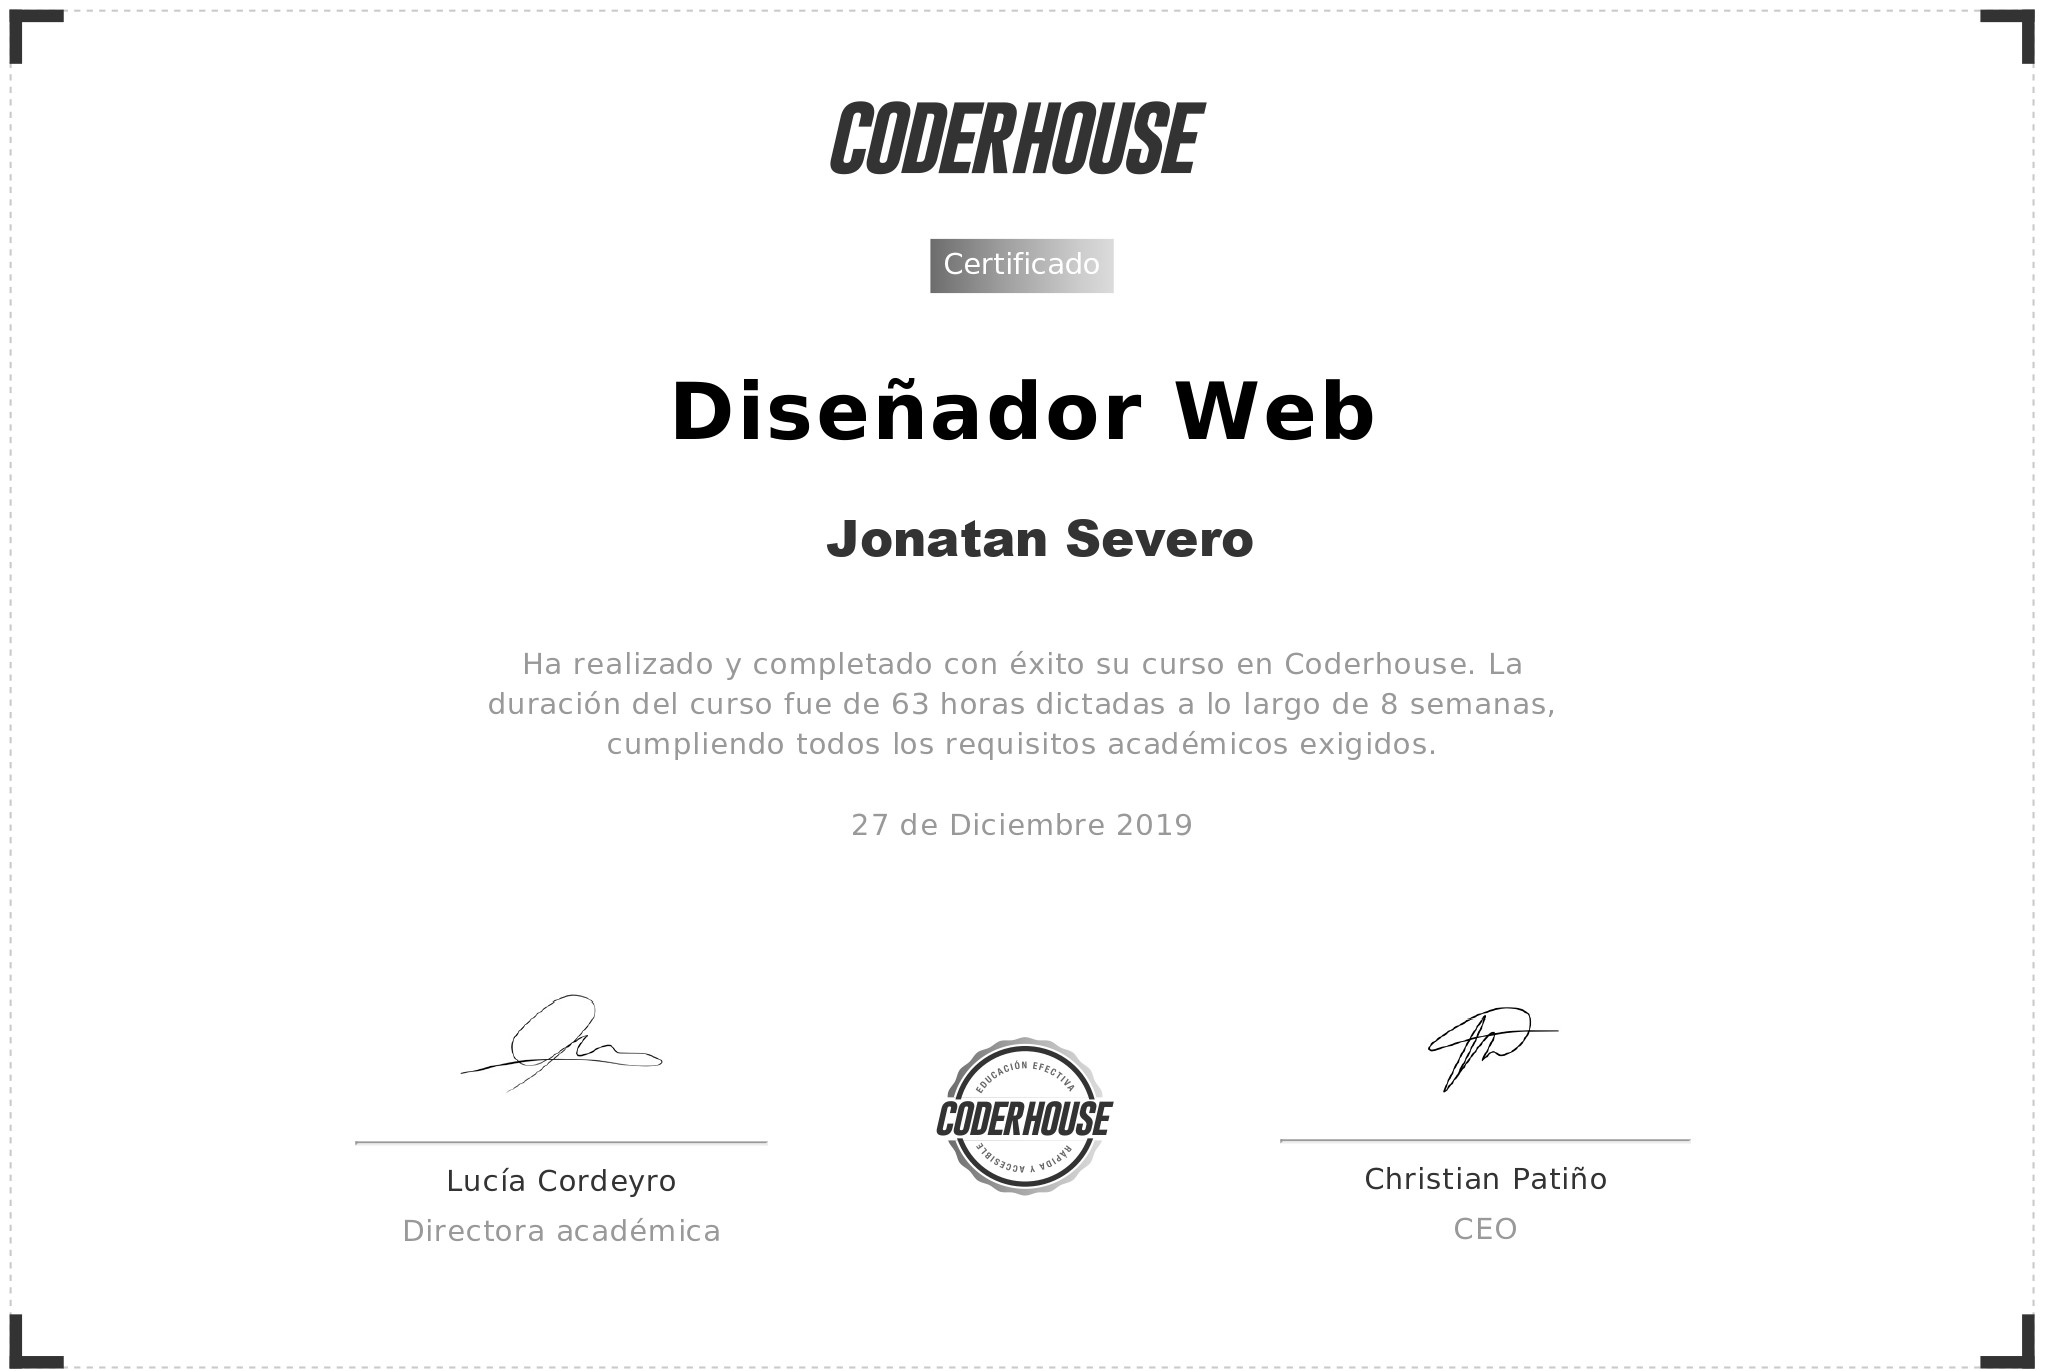 CODERHOUSE
Certificado
Diseñador Web
Jonatan Severo
Ha realizado y completado con éxito su curso en Coderhouse. La
duración del curso fue de 63 horas dictadas a lo largo de 8 semanas,
cumpliendo todos los requisitos académicos exigidos.
27 de Diciembre 2019
EDUCACIÓN EFECTIVA
CODERHOUSE
RÁPIDA Y ACCESIBLE
Lucía Cordeyro
Directora académica
Christian Patiño
CEO